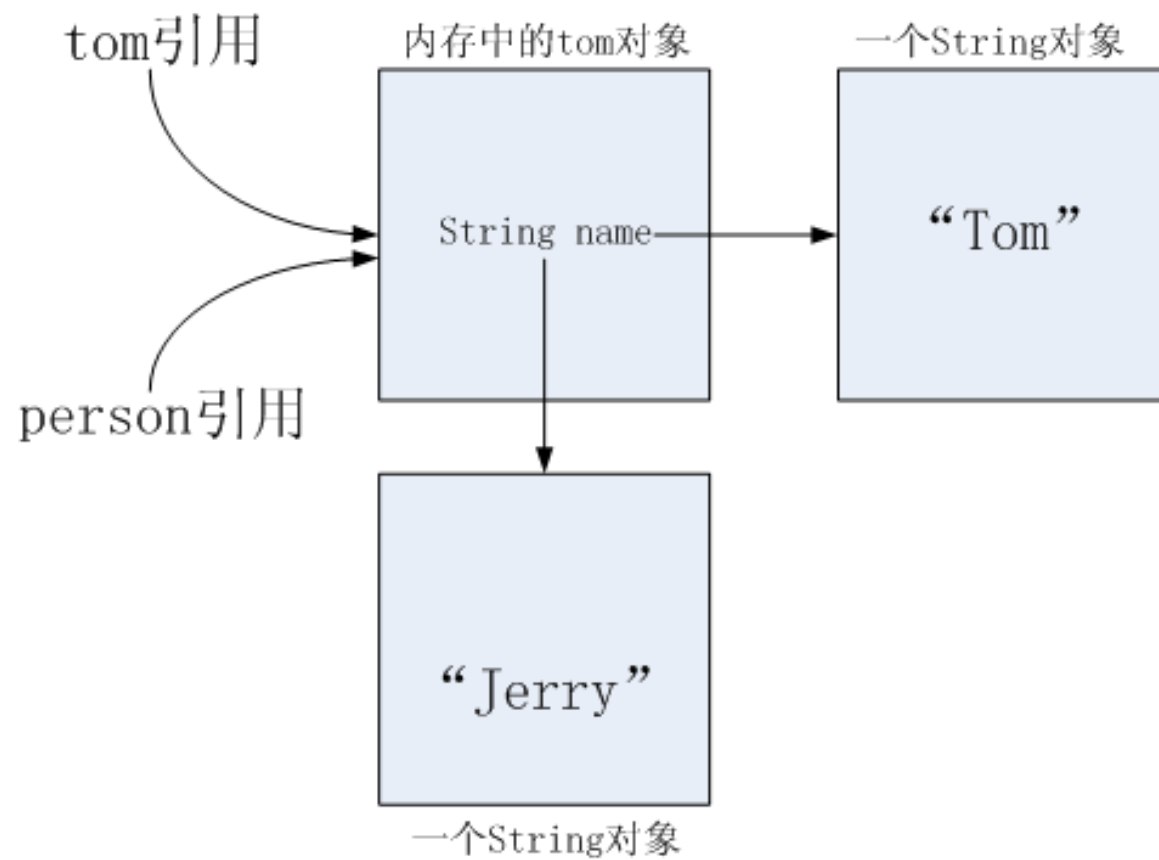 tom引用
内存中的tom对象
一个String对象
String name
“Tom”
person引用
“Jerry”
一个String对象